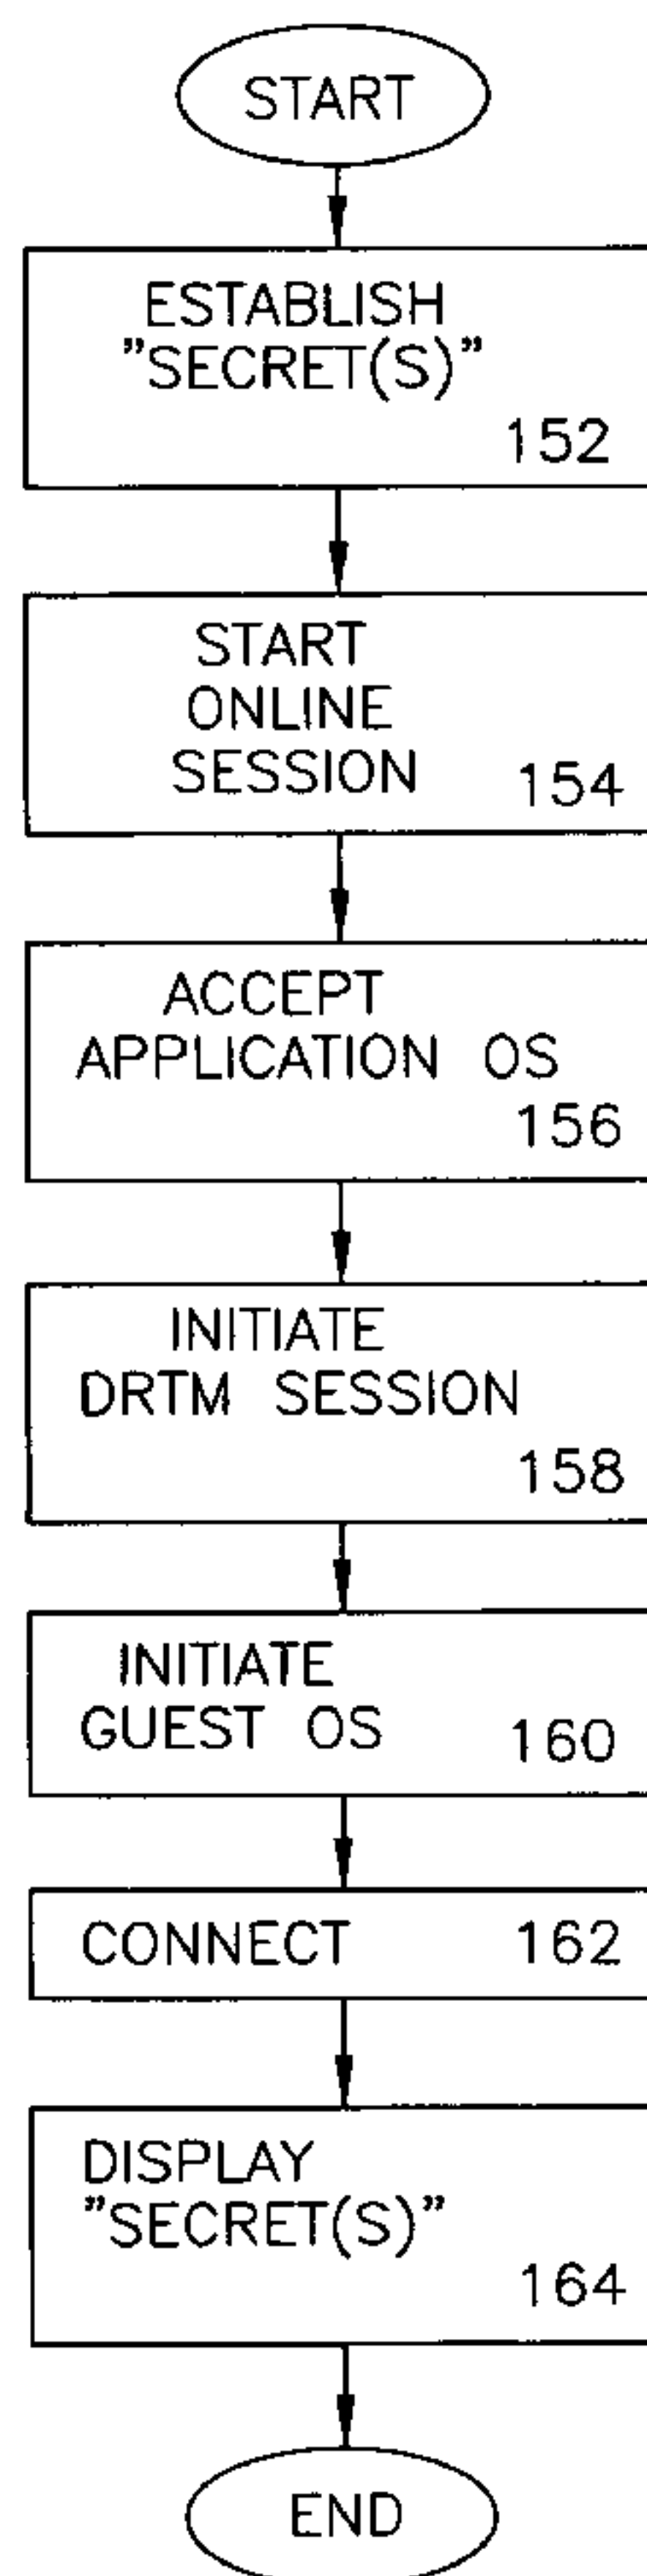 START
ESTABLISH
"SECRET(S)"
152
START
ONLINE
SESSION 154
ACCEPT
APPLICATION OS
156
INITIATE
DRTM SESSION
158
INITIATE
GUEST OS 160
CONNECT 162
DISPLAY
"SECRET(S)"
164
END